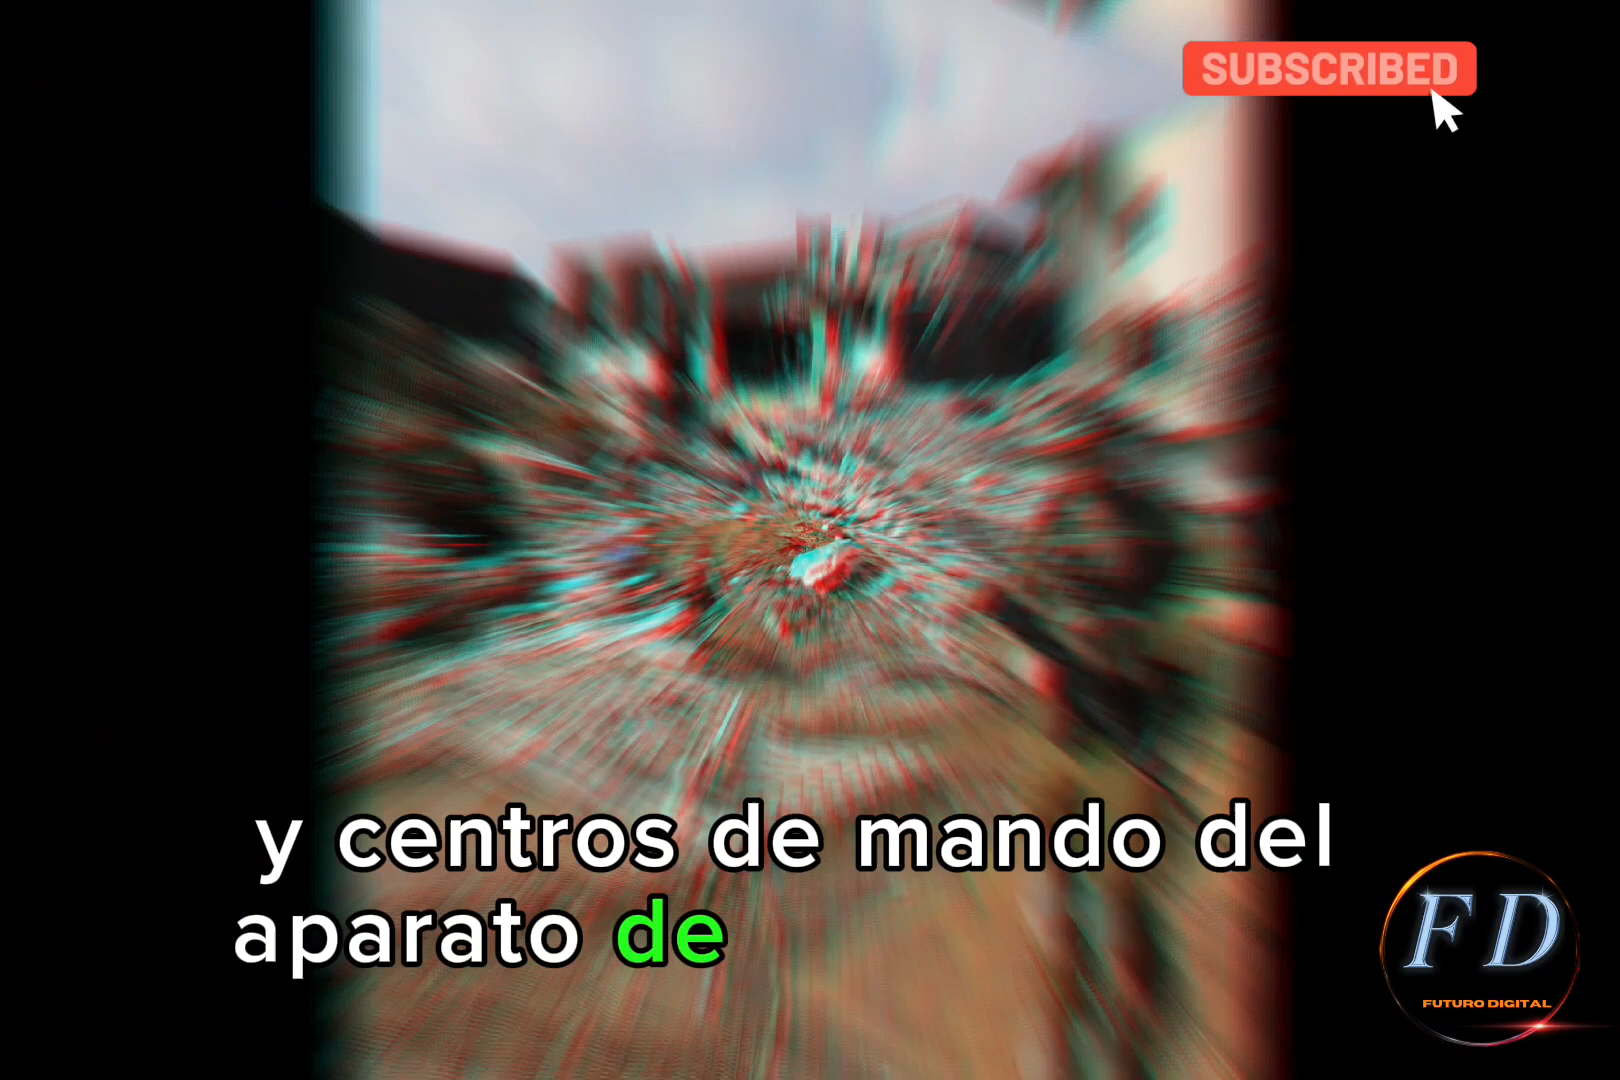 SUBSCRIBED
y centros de mando del
aparato de
FD
FUTURO DIGITAL